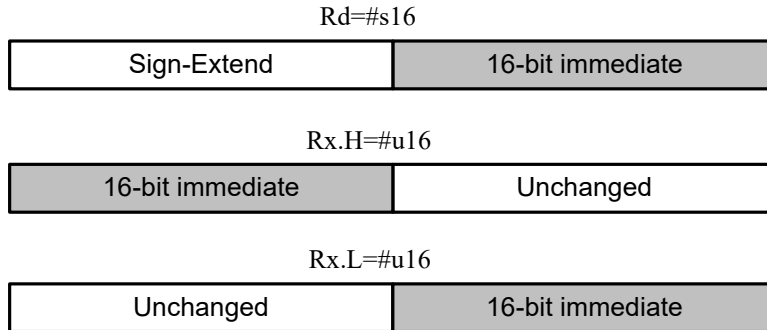 Rd=#s16
Sign-Extend 16-bit immediate
Rx.H=#u16
16-bit immediate Unchanged
Rx.L=#u16
Unchanged 16-bit immediate